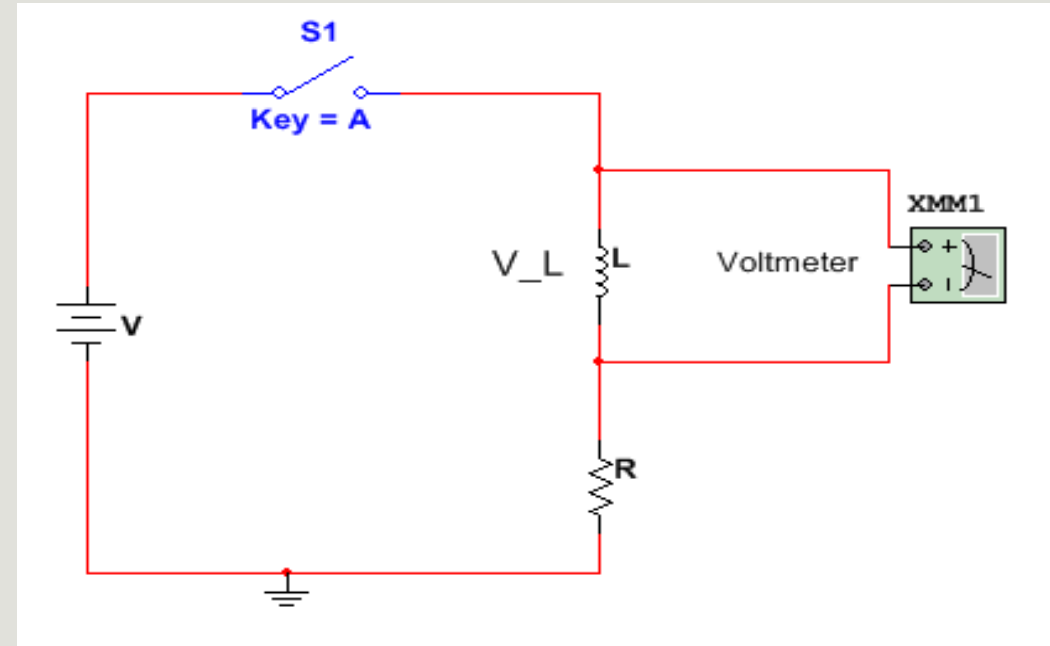 S1
Key = A
XMM1
V_L
L
Voltmeter
+
V
R